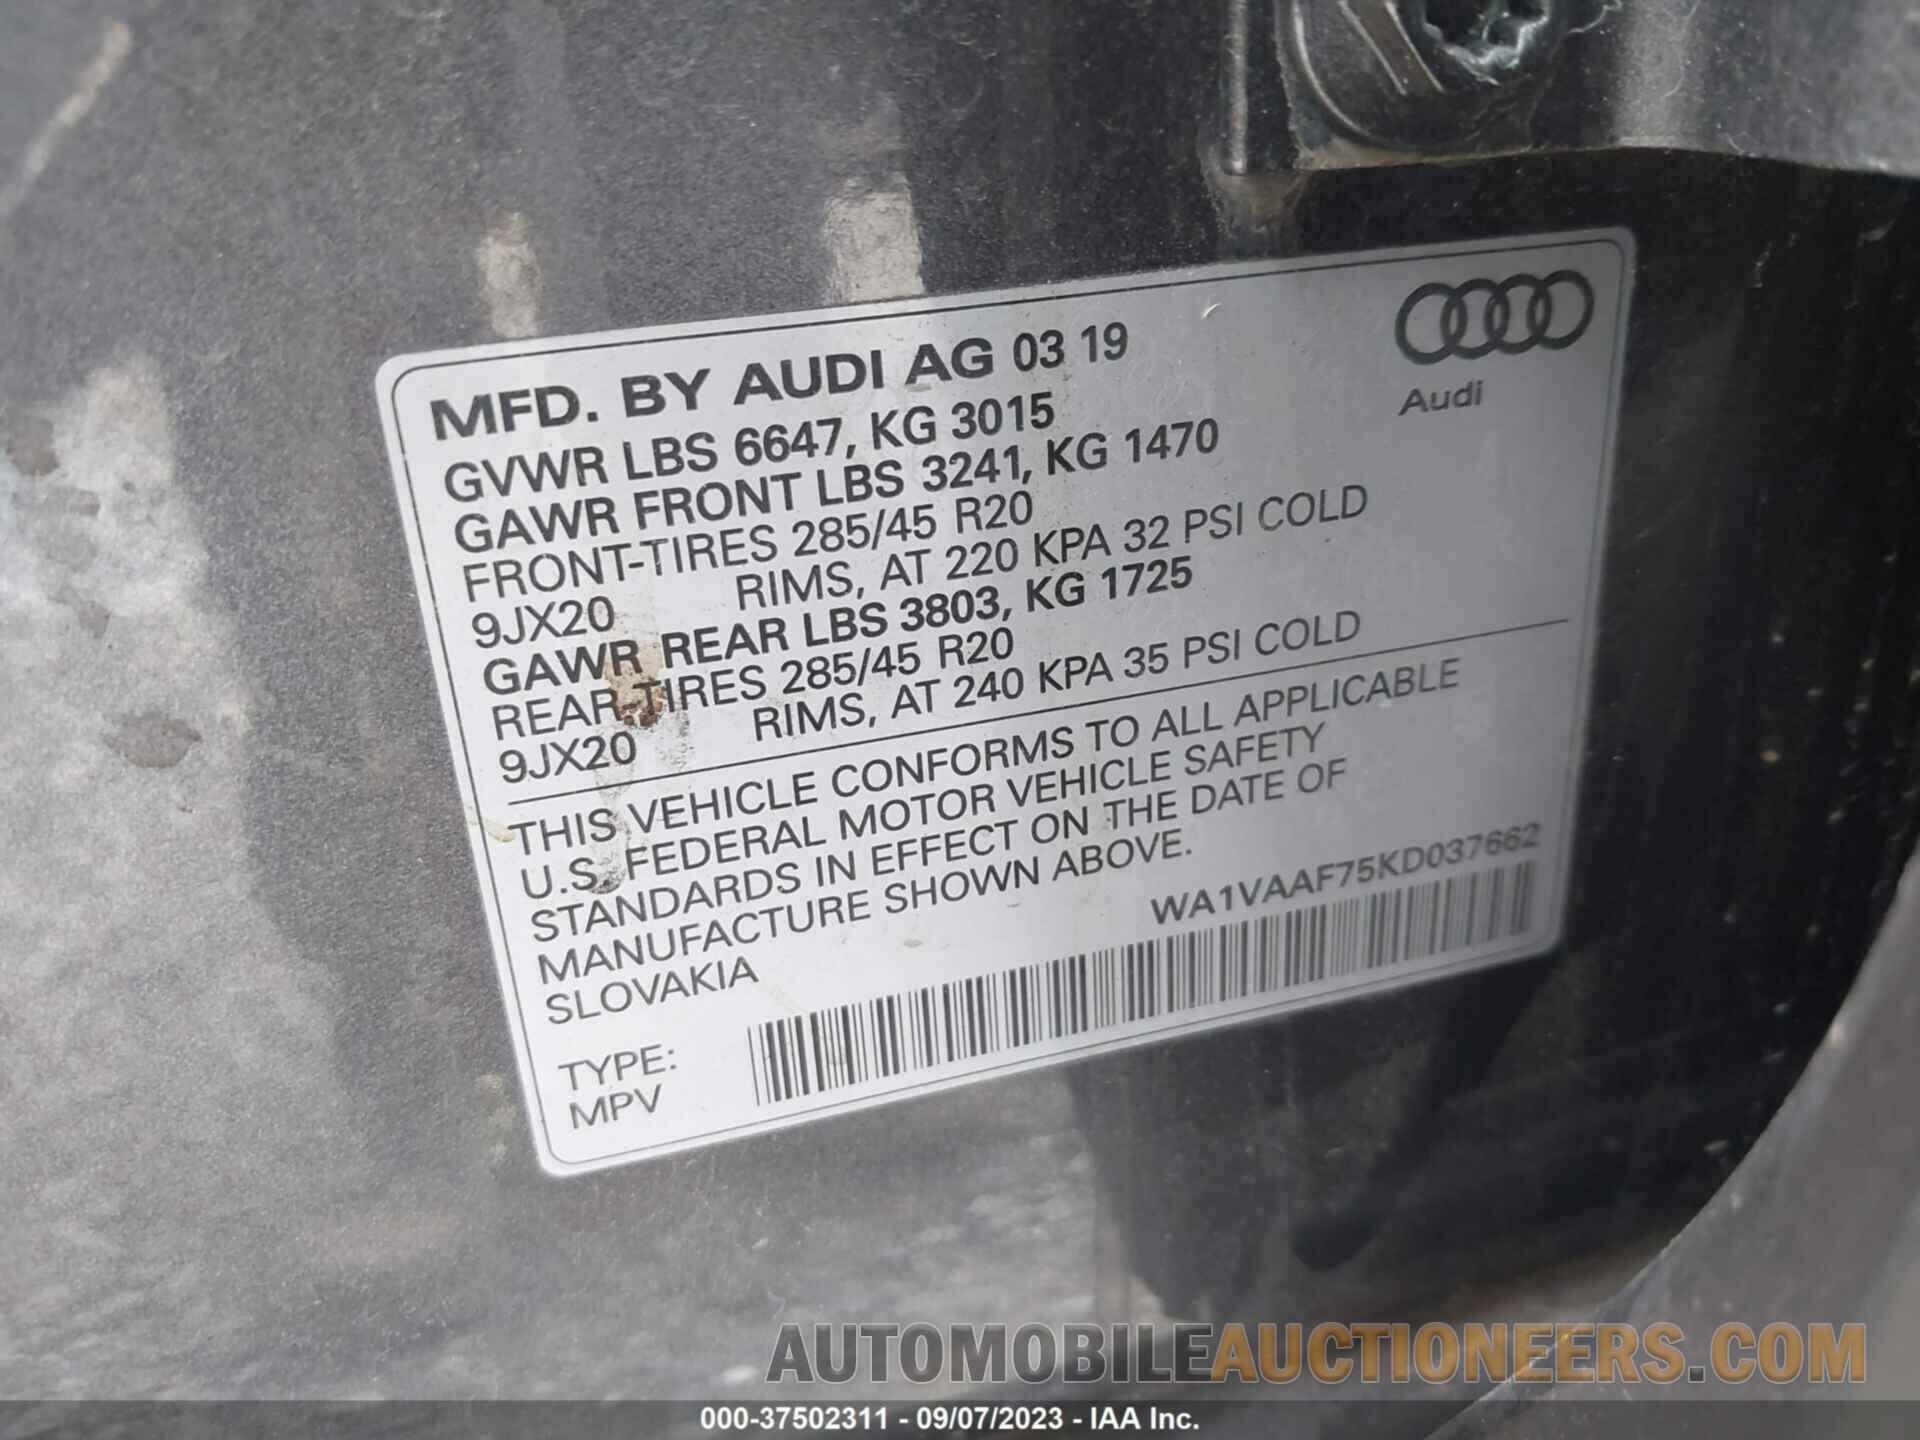 MFD. BY AUDI AG 03 19
GVWR LBS 6647, KG 3015
GAWR FRONT LBS 3241, KG 1470
FRONT-TIRES 285/45 R20
9JX20 RIMS, AT 220 KPA 32 PSI COLD
GAWR REAR LBS 3803, KG 1725
REAR-TIRES 285/45 R20
9JX20 RIMS, AT 240 KPA 35 PSI COLD
THIS VEHICLE CONFORMS TO ALL APPLICABLE
U.S. FEDERAL MOTOR VEHICLE SAFETY
STANDARDS IN EFFECT ON THE DATE OF
MANUFACTURE SHOWN ABOVE.
SLOVAKIA
WA1VAAF75KD037662
TYPE:
MPV
Audi
AUTOMOBILEAUCTIONEERS.COM
000-37502311 - 09/07/2023 - IAA Inc.